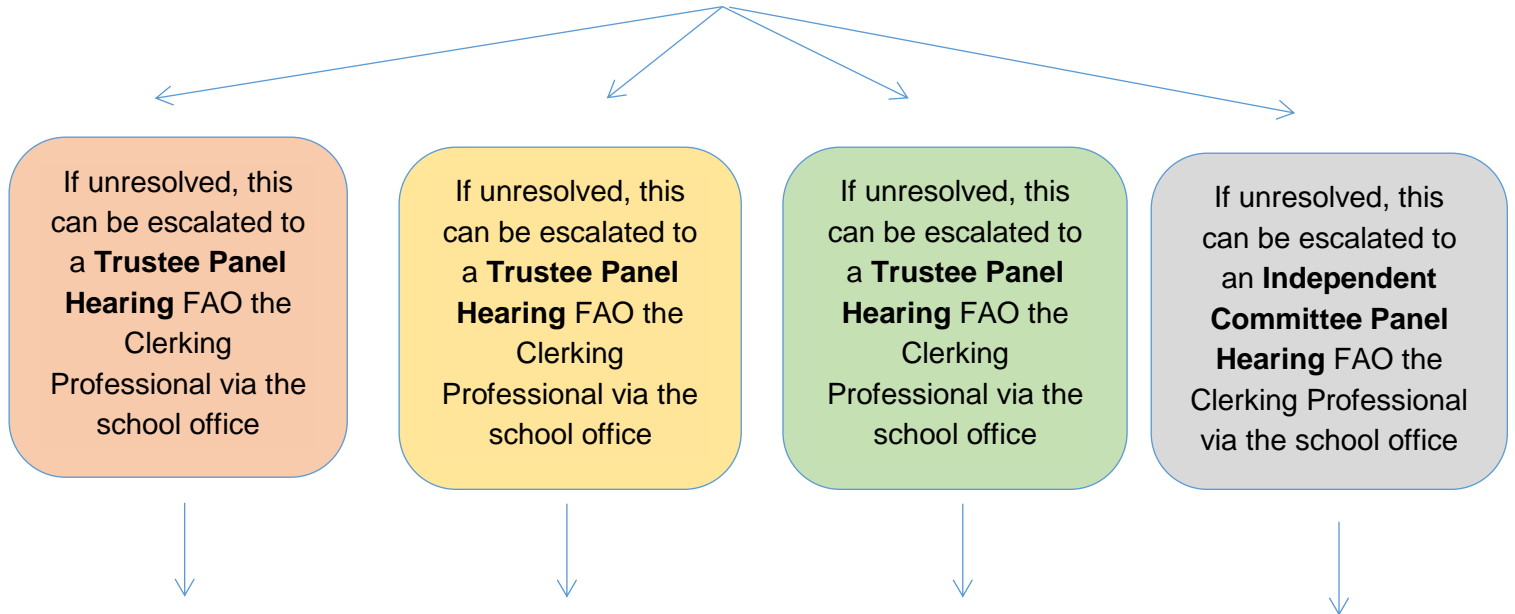 If unresolved, this
can be escalated to
a Trustee Panel
Hearing FAO the
Clerking
Professional via the
school office
If unresolved, this
can be escalated to
a Trustee Panel
Hearing FAO the
Clerking
Professional via the
school office
If unresolved, this
can be escalated to
a Trustee Panel
Hearing FAO the
Clerking
Professional via the
school office
If unresolved, this
can be escalated to
an Independent
Committee Panel
Hearing FAO the
Clerking Professional
via the school office